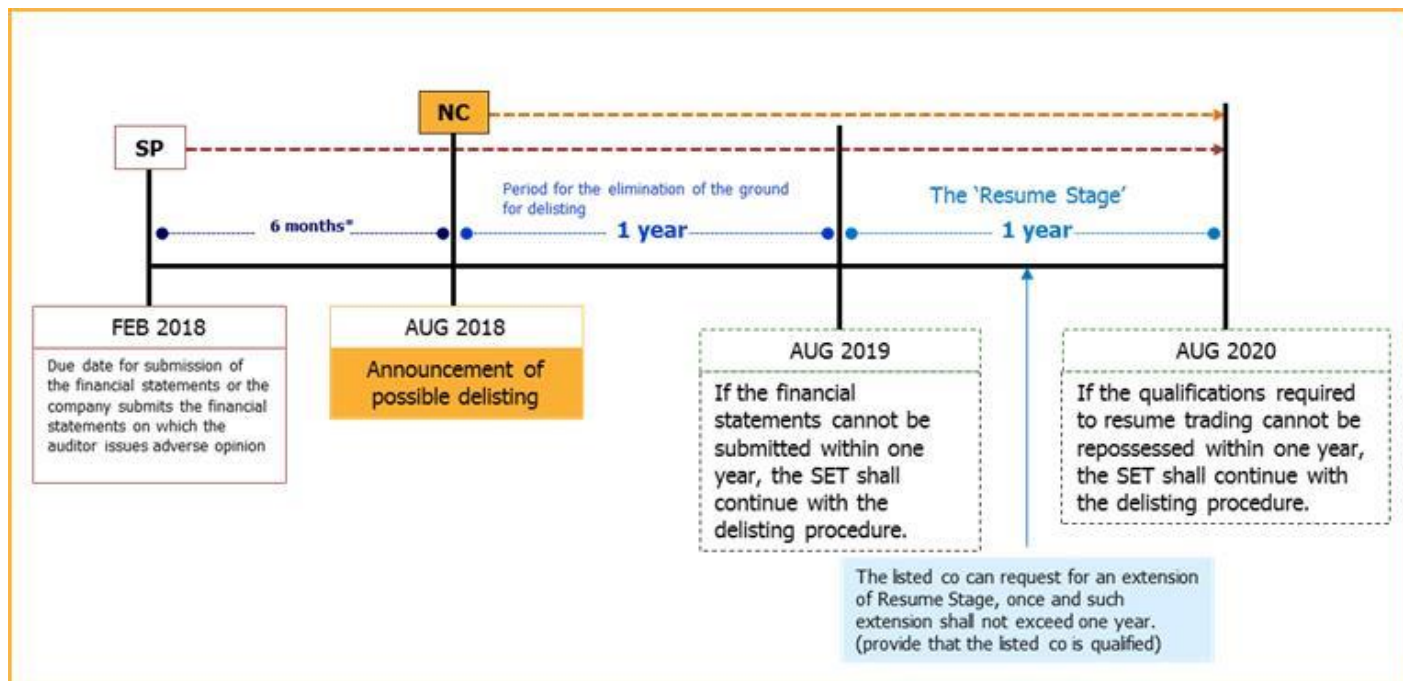 NC
SP
Period for the elimination of the ground
for delisting
The ‘Resume Stage’
6 months*
1 year
1 year
FEB 2018
Due date for submission of
the financial statements or the
company submits the financial
statements on which the
auditor issues adverse opinion
AUG 2018
Announcement of
possible delisting
AUG 2019
If the financial
statements cannot be
submitted within one
year, the SET shall
continue with the
delisting procedure.
AUG 2020
If the qualifications required
to resume trading cannot be
repossessed within one year,
the SET shall continue with
the delisting procedure.
The listed co can request for an extension
of Resume Stage, once and such
extension shall not exceed one year.
(provide that the listed co is qualified)